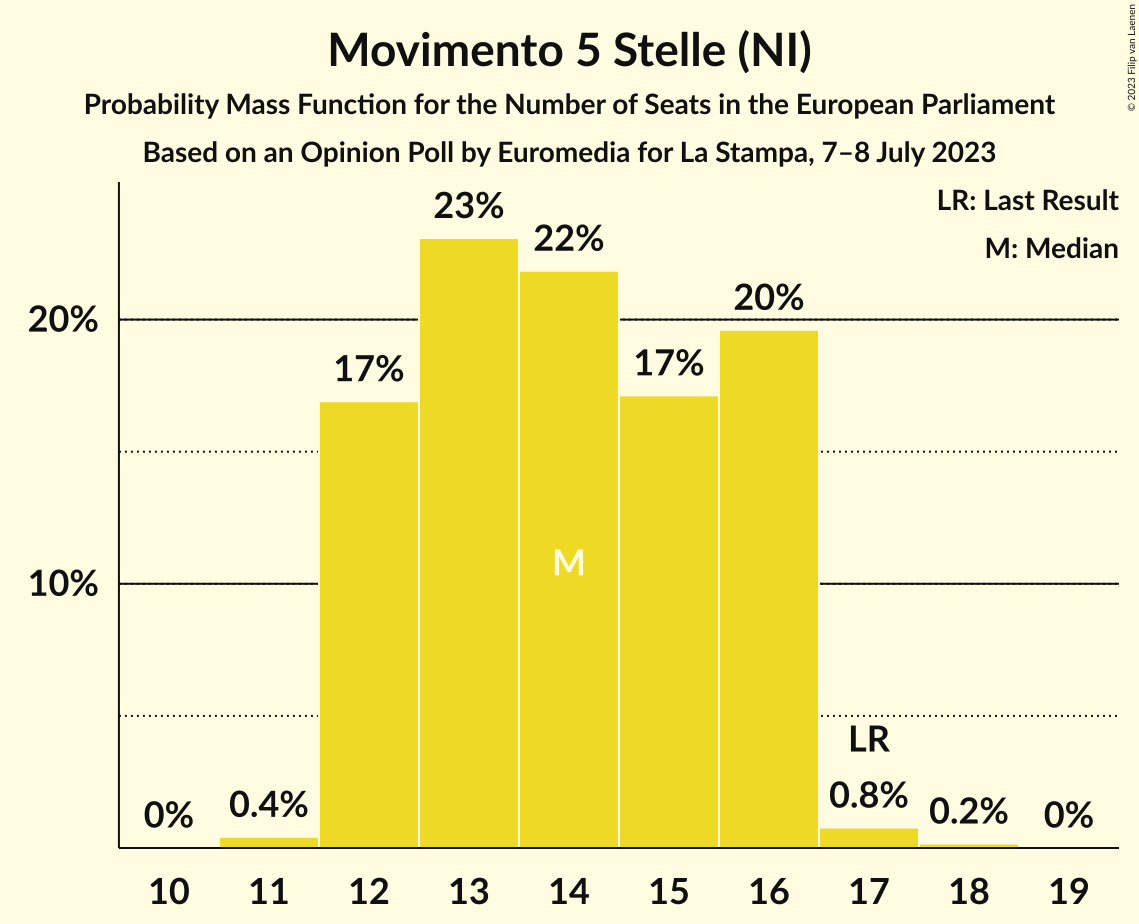 Movimento 5 Stelle (NI)
Probability Mass Function for the Number of Seats in the European Parliament
Based on an Opinion Poll by Euromedia for La Stampa, 7–8 July 2023
© 2023 Filip van Laenen
LR: Last Result
M: Median
20%
10%
0%
0.4%
17%
23%
22%
17%
20%
0.8%
0.2%
0%
M
LR
10 11 12 13 14 15 16 17 18 19